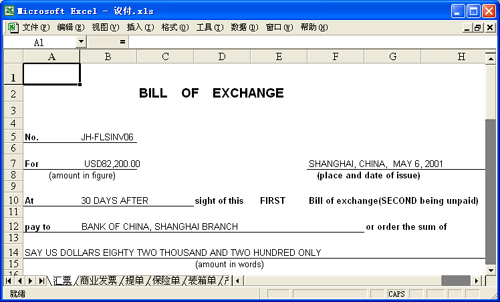 Microsoft Excel - 议付.xls
文件(F) 编辑(E) 视图(V) 插入(I) 格式(O) 工具(T) 数据(D) 窗口(W) 帮助(H)
A1 =
A B C D E F G H
1
2 BILL OF EXCHANGE
3
4
5 No. JH-FLSINV06
6
7 For USD82,200.00 SHANGHAI, CHINA, MAY 6, 2001
8 (amount in figure) (place and date of issue)
9
10 At 30 DAYS AFTER sight of this FIRST Bill of exchange(SECOND being unpaid)
11
12 pay to BANK OF CHINA, SHANGHAI BRANCH or order the sum of
13
14 SAY US DOLLARS EIGHTY TWO THOUSAND AND TWO HUNDRED ONLY
15 (amount in words)
16
汇票 商业发票 提单 保险单 装箱单
就绪 CAPS